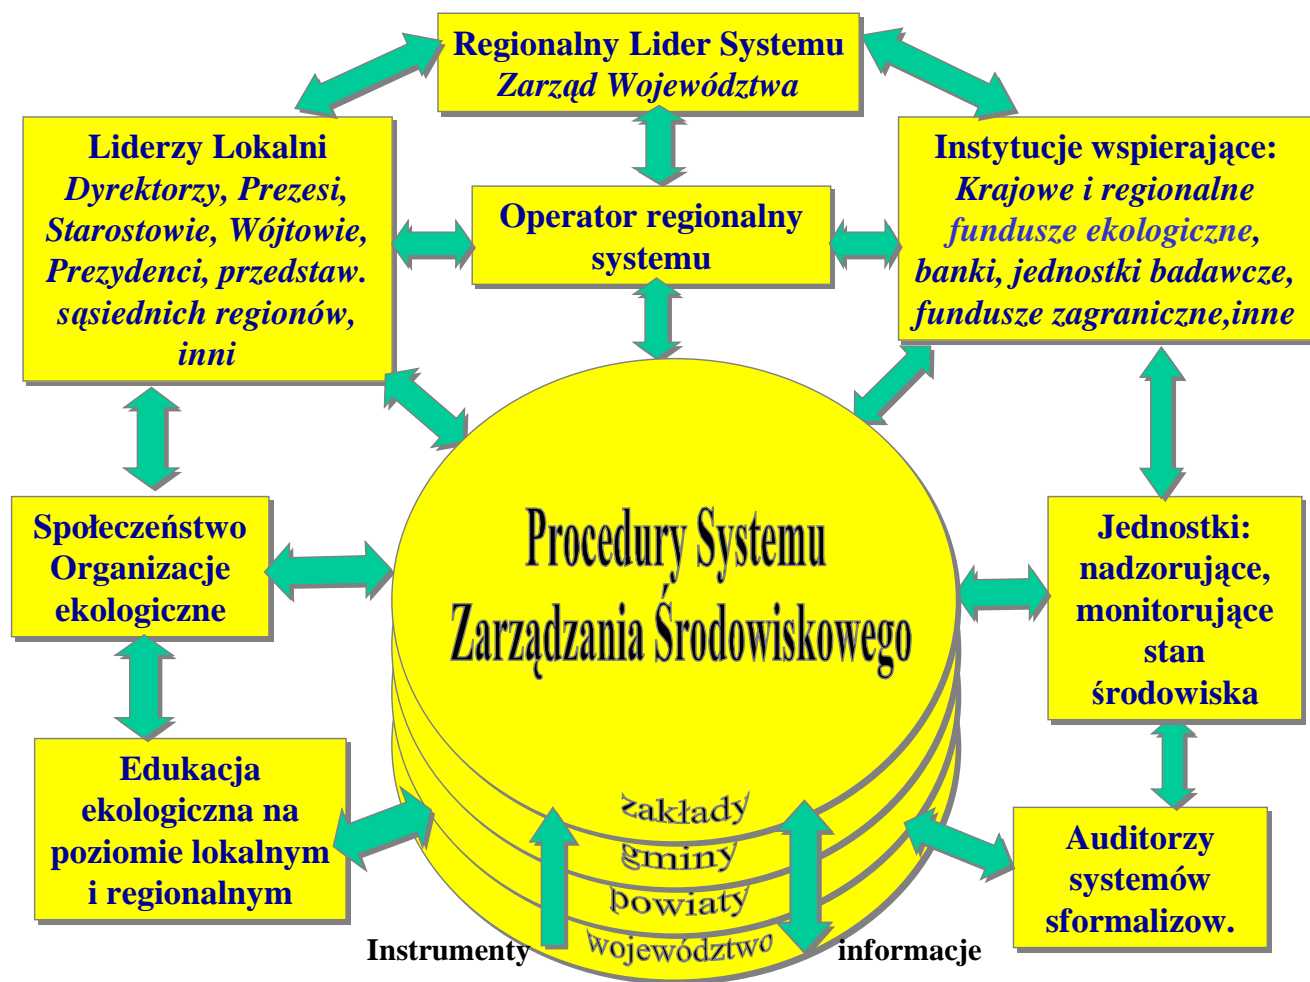 Regionalny Lider Systemu
Zarząd Województwa
Liderzy Lokalni
Dyrektorzy, Prezesi,
Starostowie, Wójtowie,
Prezydenci, przedstaw.
sąsiednich regionów,
inni
Operator regionalny
systemu
Instytucje wspierające:
Krajowe i regionalne
fundusze ekologiczne,
banki, jednostki badawcze,
fundusze zagraniczne,inne
Społeczeństwo
Organizacje
ekologiczne
Procedury Systemu
Zarządzania Środowiskowego
Jednostki:
nadzorujące,
monitorujące
stan
środowiska
Edukacja
ekologiczna na
poziomie lokalnym
i regionalnym
zakłady
gminy
powiaty
województwo
Instrumenty
informacje
Auditorzy
systemów
sformalizow.